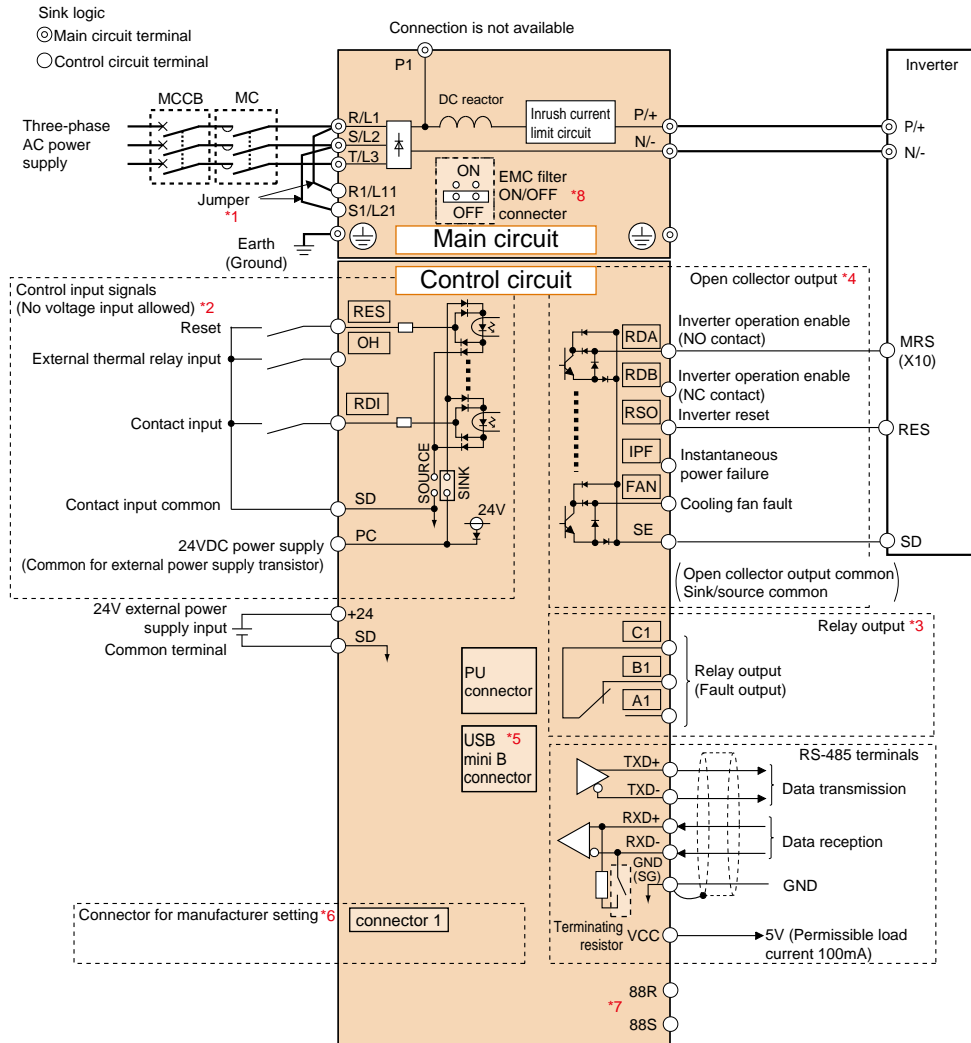 Sink logic
Main circuit terminal
Control circuit terminal
Connection is not available
P1
Inverter
MCCB
MC
DC reactor
Inrush current
limit circuit
Three-phase
AC power
supply
R/L1
S/L2
T/L3
P/+
N/-
P/+
N/-
R1/L11
S1/L21
Jumper
*1
ON
OFF
EMC filter
ON/OFF
connecter
*8
Earth
(Ground)
Main circuit
Control circuit
Control input signals
(No voltage input allowed) *2
Reset
External thermal relay input
Contact input
Contact input common
24VDC power supply
(Common for external power supply transistor)
RES
OH
RDI
SD
PC
SOURCE
SINK
24V
Open collector output *4
RDA
RDB
RSO
IPF
FAN
SE
Inverter operation enable
(NO contact)
Inverter operation enable
(NC contact)
Inverter reset
Instantaneous
power failure
Cooling fan fault
(Open collector output common
Sink/source common)
MRS
(X10)
RES
SD
24V external power
supply input
Common terminal
+24
SD
Relay output *3
C1
B1
A1
Relay output
(Fault output)
PU
connector
USB *5
mini B
connector
RS-485 terminals
TXD+
TXD-
Data transmission
RXD+
RXD-
Data reception
GND
(SG)
GND
Terminating
resistor
VCC
5V (Permissible load
current 100mA)
Connector for manufacturer setting *6
connector 1
*7
88R
88S